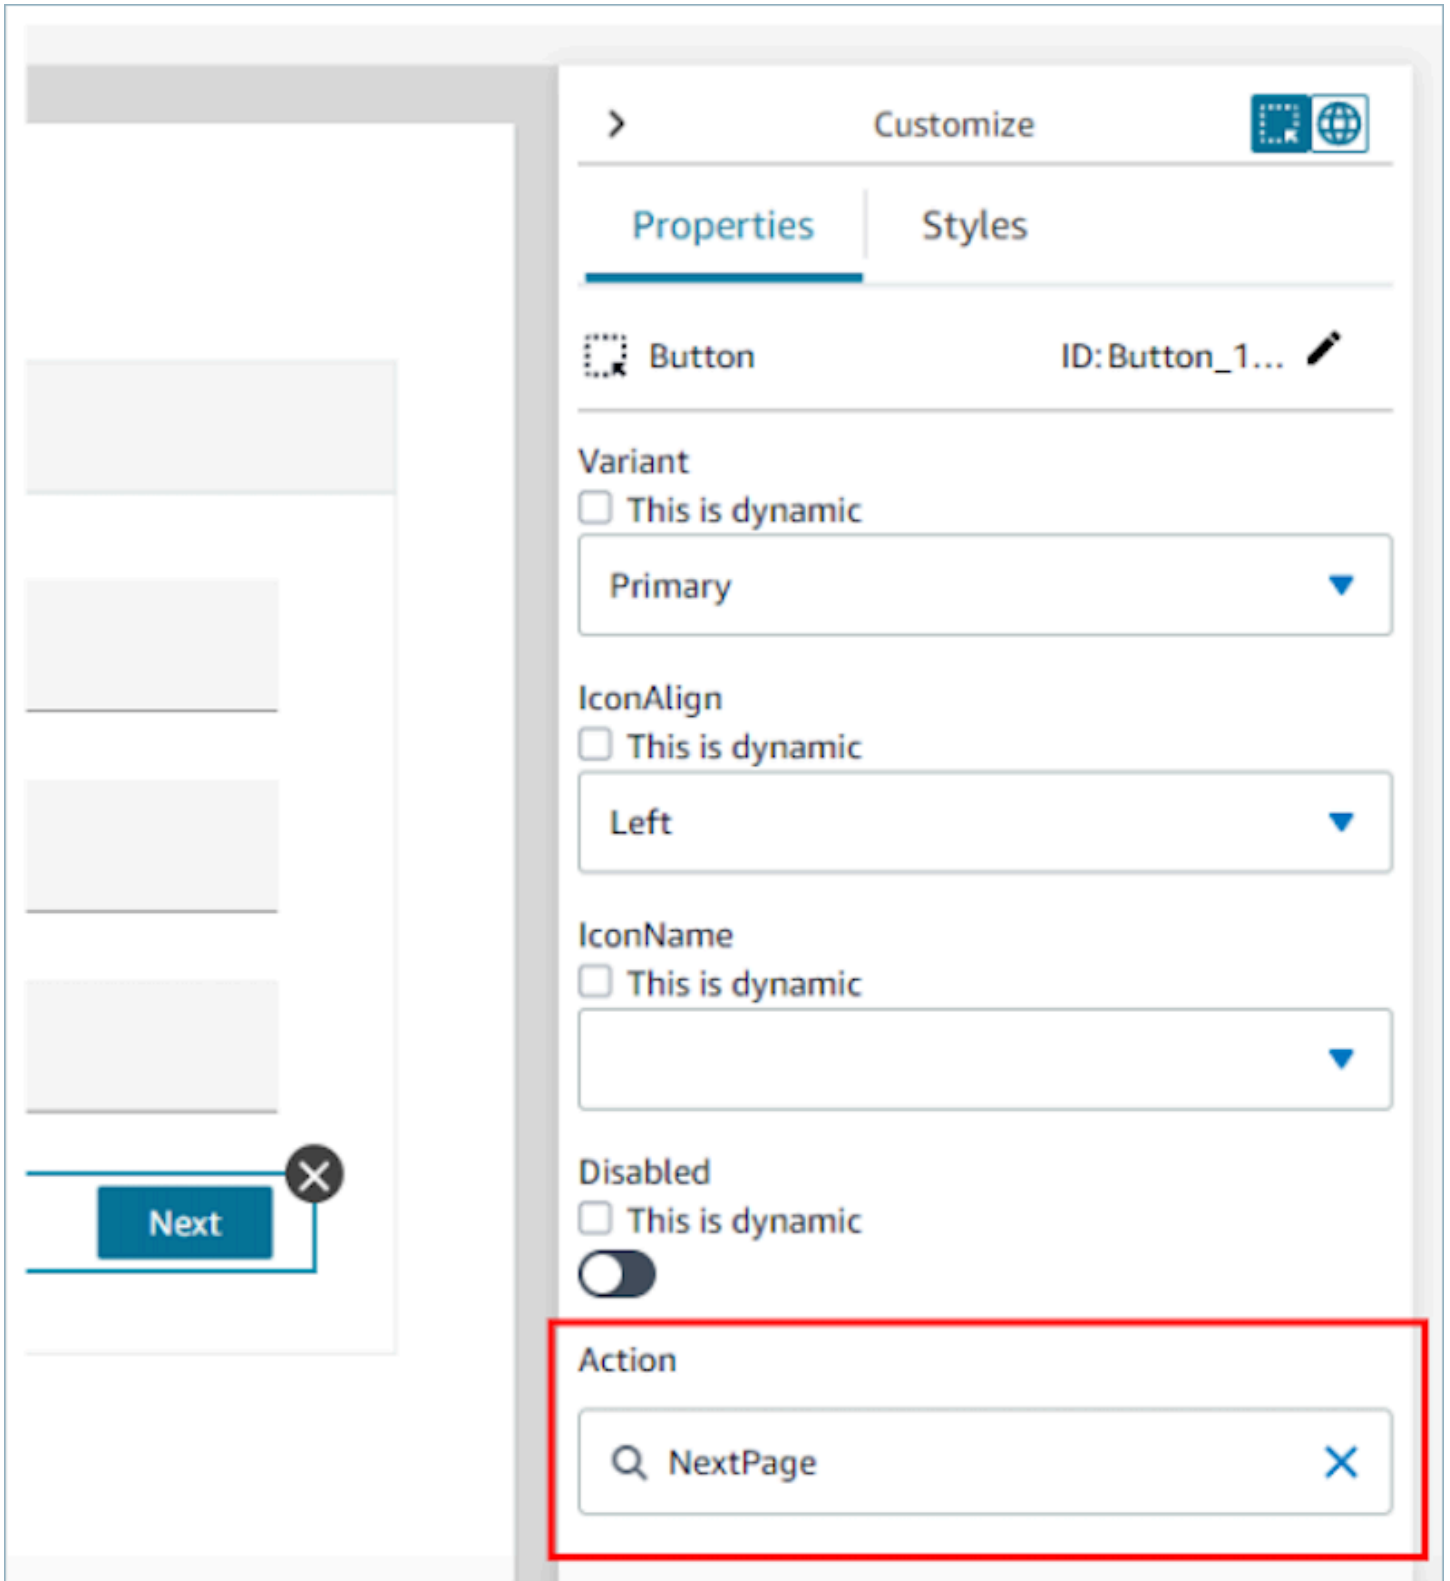 Customize
Properties
Styles
Button
ID: Button_1...
Variant
This is dynamic
Primary
IconAlign
This is dynamic
Left
IconName
This is dynamic
Disabled
This is dynamic
Next
Action
NextPage